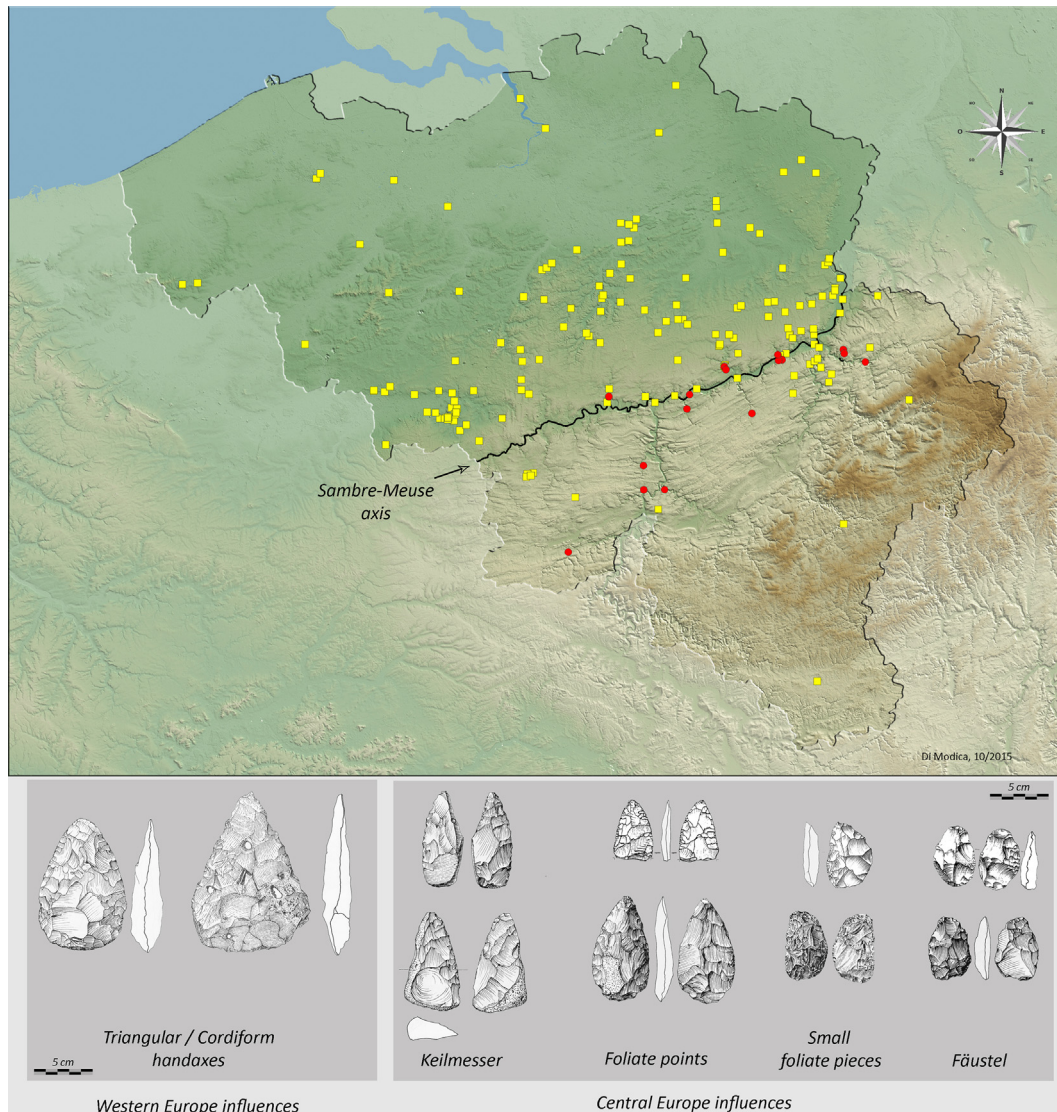 N
O
E
S
Sambre-Meuse
axis
Di Modica, 10/2015
5 cm
Triangular / Cordiform
handaxes
5 cm
Keilmesser
Foliate points
Small
foliate pieces
Fäustel
Western Europe influences
Central Europe influences